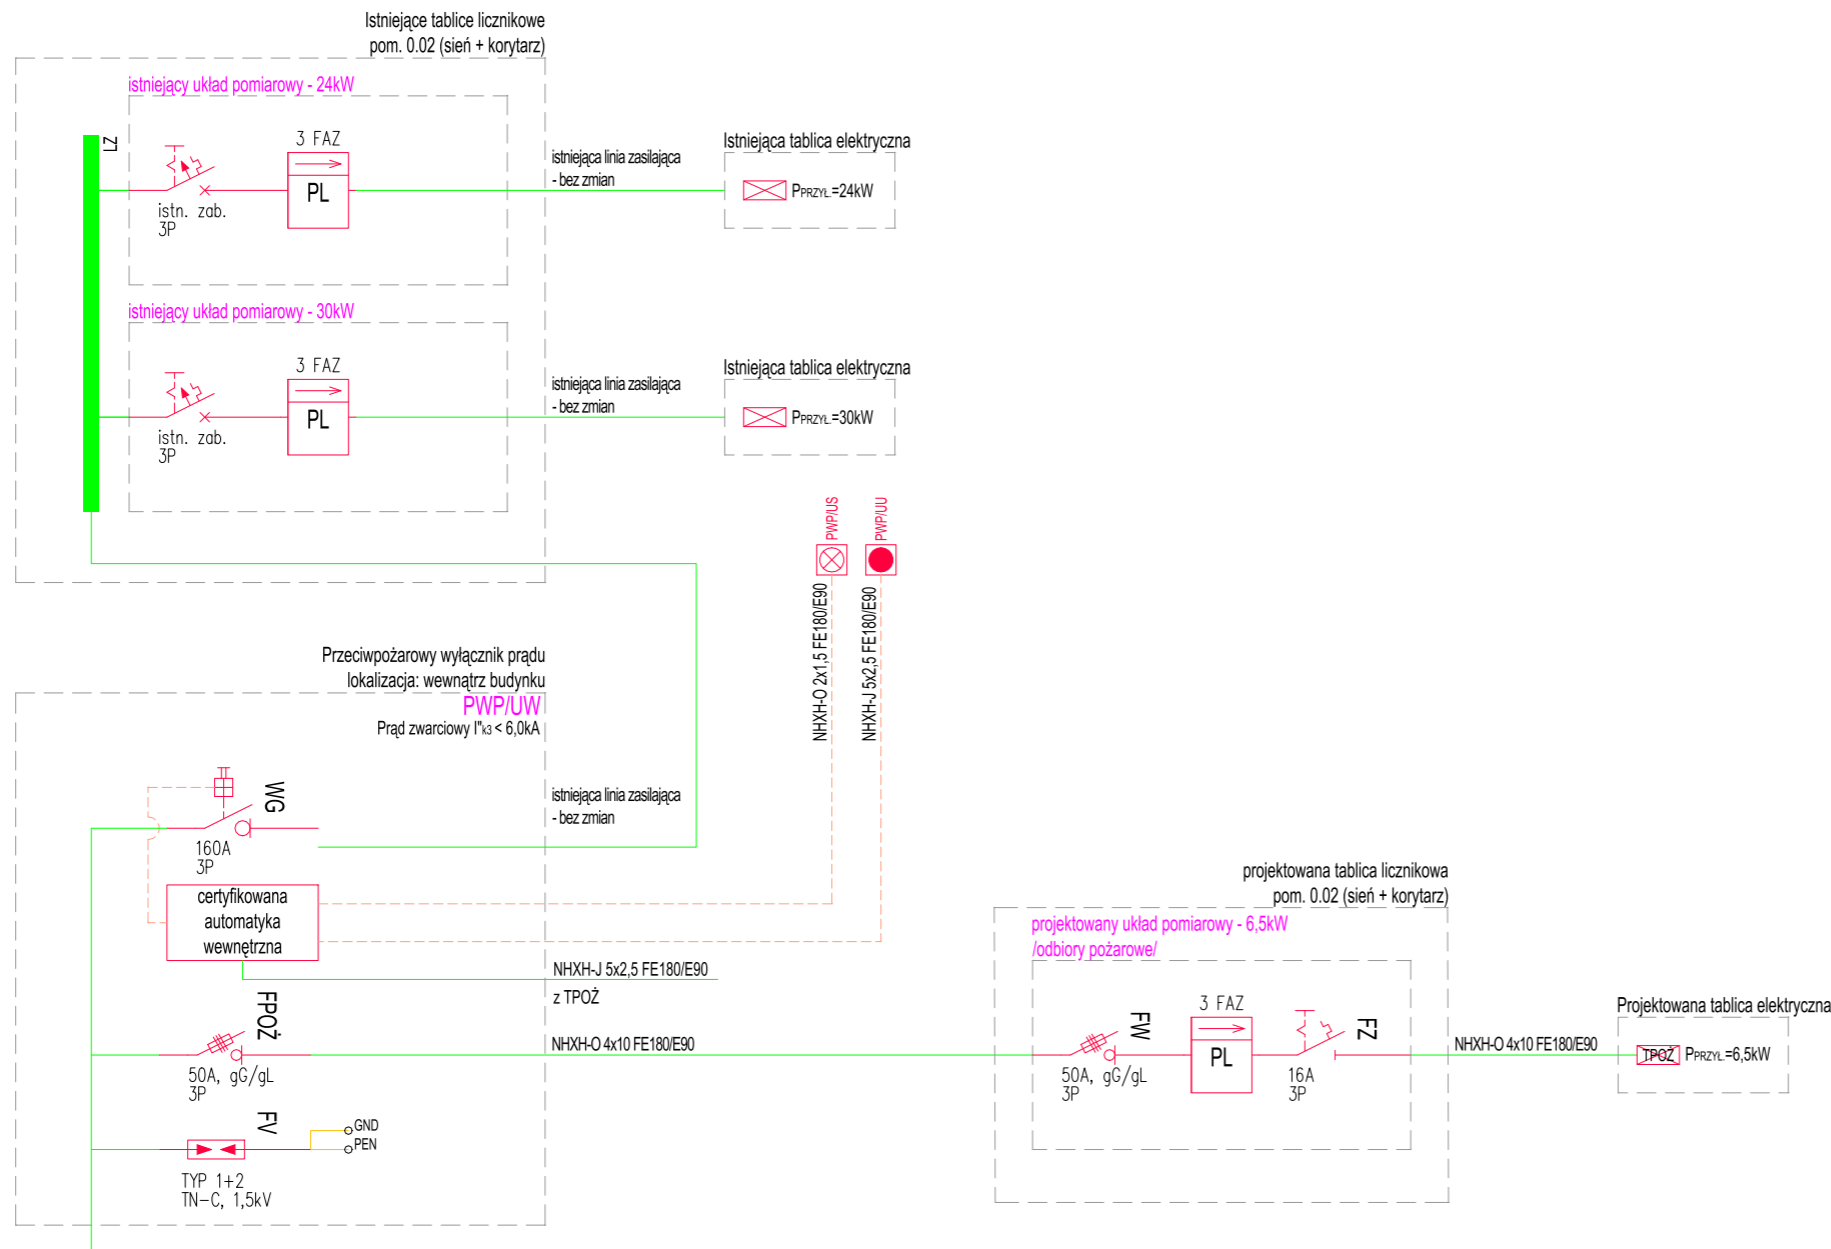 Istniejące tablice licznikowe
pom. 0.02 (sień + korytarz)
istniejący układ pomiarowy - 24kW
LZ
3 FAZ
PL
istn. zab.
3P
istniejąca linia zasilająca
- bez zmian
Istniejąca tablica elektryczna
PPRZYŁ.=24kW
istniejący układ pomiarowy - 30kW
3 FAZ
PL
istn. zab.
3P
istniejąca linia zasilająca
- bez zmian
Istniejąca tablica elektryczna
PPRZYŁ.=30kW
PWP/US
PWP/UU
NHXH-O 2x1,5 FE180/E90
NHXH-J 5x2,5 FE180/E90
Przeciwpożarowy wyłącznik prądu
lokalizacja: wewnątrz budynku
PWP/UW
Prąd zwarciowy I"k3 < 6,0kA
WG
160A
3P
istniejąca linia zasilająca
- bez zmian
certyfikowana
automatyka
wewnętrzna
NHXH-J 5x2,5 FE180/E90
z TPOŻ
FPOŻ
50A, gG/gL
3P
NHXH-O 4x10 FE180/E90
FV
GND
PEN
TYP 1+2
TN-C, 1,5kV
projektowana tablica licznikowa
pom. 0.02 (sień + korytarz)
projektowany układ pomiarowy - 6,5kW
/odbiory pożarowe/
FW
50A, gG/gL
3P
3 FAZ
PL
FZ
16A
3P
NHXH-O 4x10 FE180/E90
Projektowana tablica elektryczna
TPOŻ
PPRZYŁ.=6,5kW